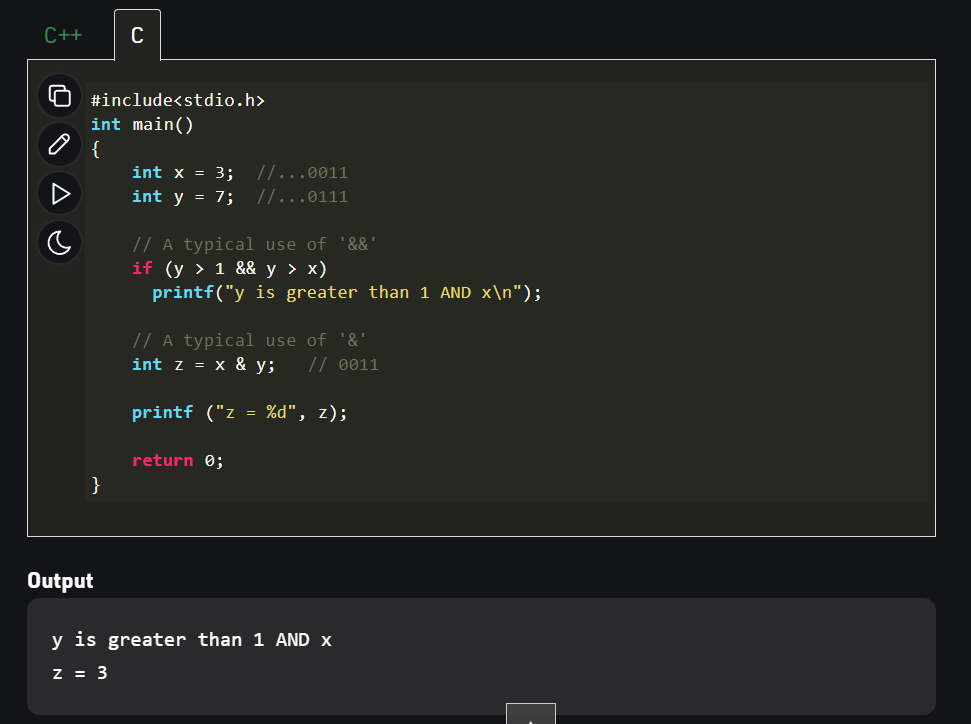 C++ C
#include<stdio.h>
int main()
{
    int x = 3;  //...0011
    int y = 7;  //...0111

    // A typical use of '&&'
    if (y > 1 && y > x)
      printf("y is greater than 1 AND x\n");

    // A typical use of '&'
    int z = x & y;   // 0011

    printf ("z = %d", z);

    return 0;
}
Output
y is greater than 1 AND x
z = 3